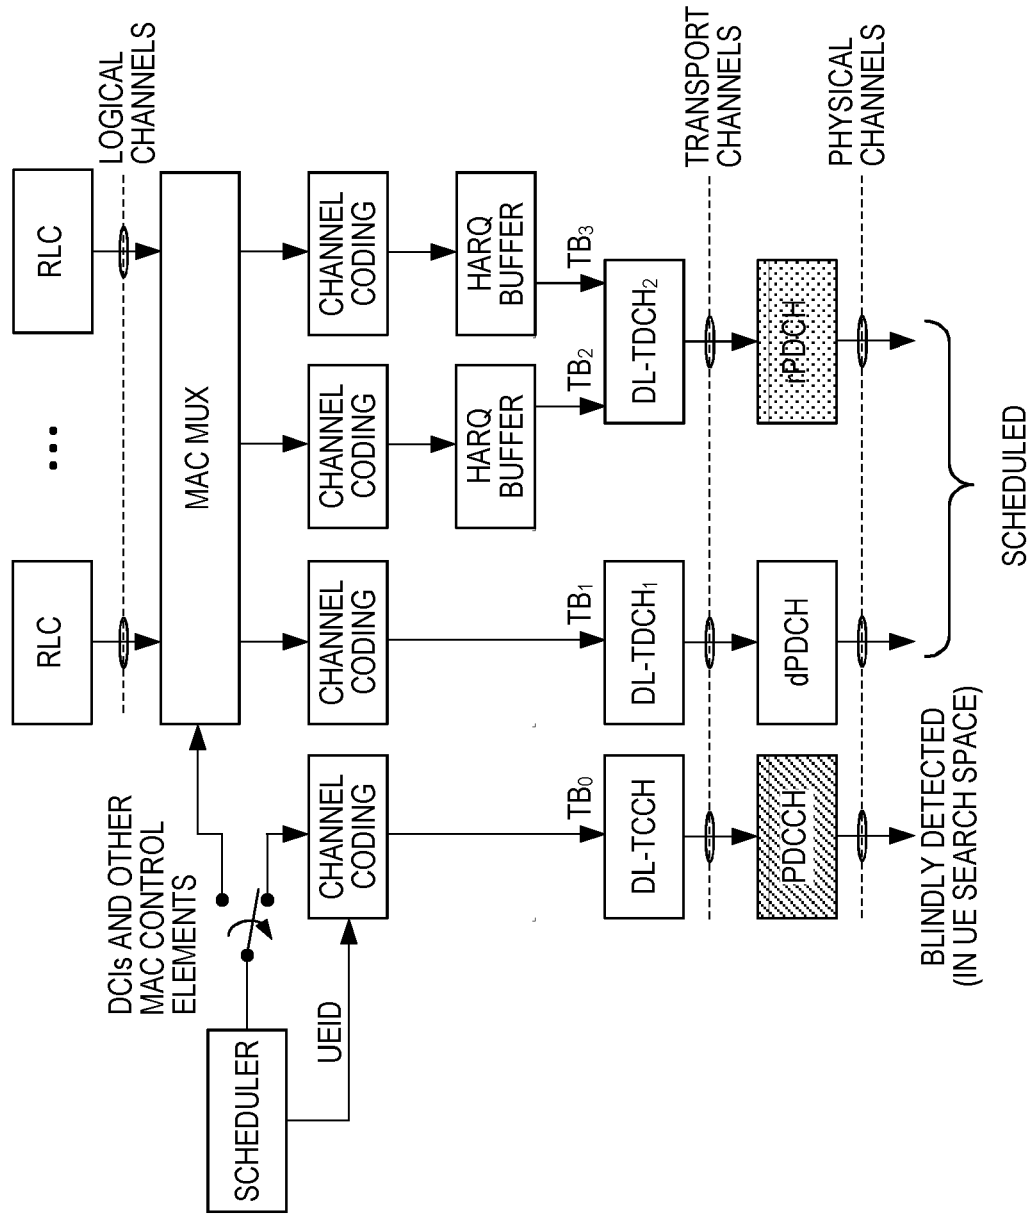 RLC
...
RLC
LOGICAL
CHANNELS
DCIs AND OTHER
MAC CONTROL
ELEMENTS
MAC MUX
SCHEDULER
UEID
CHANNEL
CODING
CHANNEL
CODING
CHANNEL
CODING
CHANNEL
CODING
HARQ
BUFFER
HARQ
BUFFER
TB0
TB1
TB2
TB3
DL-TCCH
DL-TDCH1
DL-TDCH2
TRANSPORT
CHANNELS
PDCCH
dPDCH
rPDCH
PHYSICAL
CHANNELS
BLINDLY DETECTED
(IN UE SEARCH SPACE)
SCHEDULED